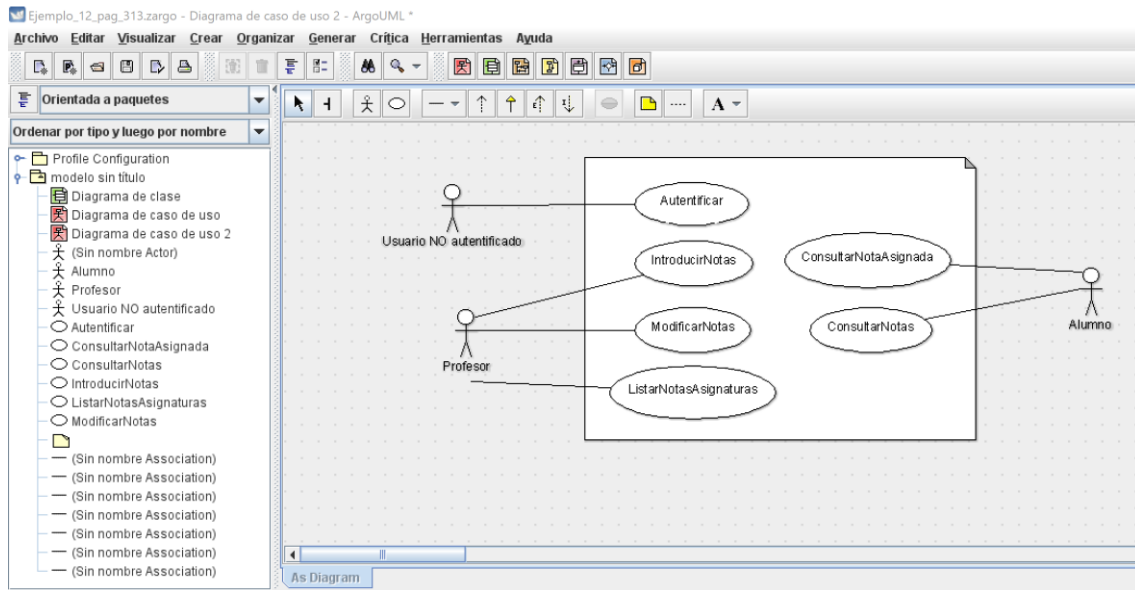 Ejemplo_12_pag_313.zargo - Diagrama de caso de uso 2 - ArgoUML *
Archivo Editar Visualizar Crear Organizar Generar Crítica Herramientas Ayuda
Orientada a paquetes
Ordenar por tipo y luego por nombre
Profile Configuration
modelo sin título
Diagrama de clase
Diagrama de caso de uso
Diagrama de caso de uso 2
(Sin nombre Actor)
Alumno
Profesor
Usuario NO autentificado
Autentificar
ConsultarNotaAsignada
ConsultarNotas
IntroducirNotas
ListarNotasAsignaturas
ModificarNotas
(Sin nombre Association)
(Sin nombre Association)
(Sin nombre Association)
(Sin nombre Association)
(Sin nombre Association)
(Sin nombre Association)
(Sin nombre Association)
A
Autentificar
Usuario NO autentificado
IntroducirNotas
ConsultarNotaAsignada
ModificarNotas
ConsultarNotas
Alumno
Profesor
ListarNotasAsignaturas
As Diagram